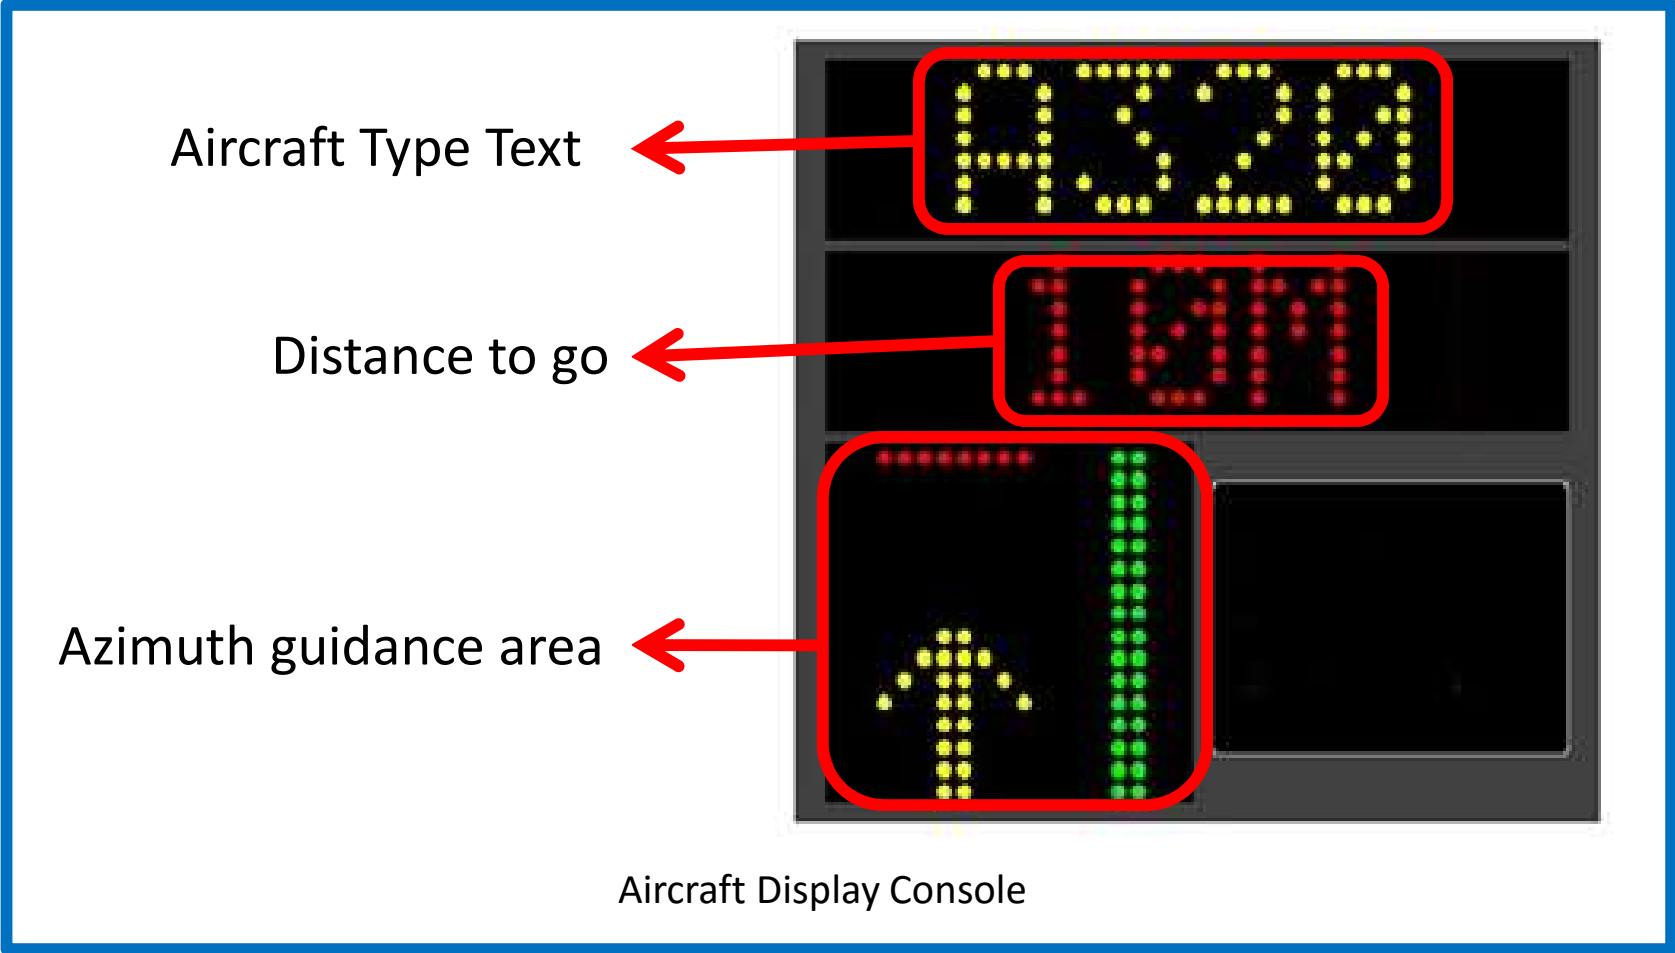 A320
Aircraft Type Text
10M
Distance to go
Azimuth guidance area
Aircraft Display Console